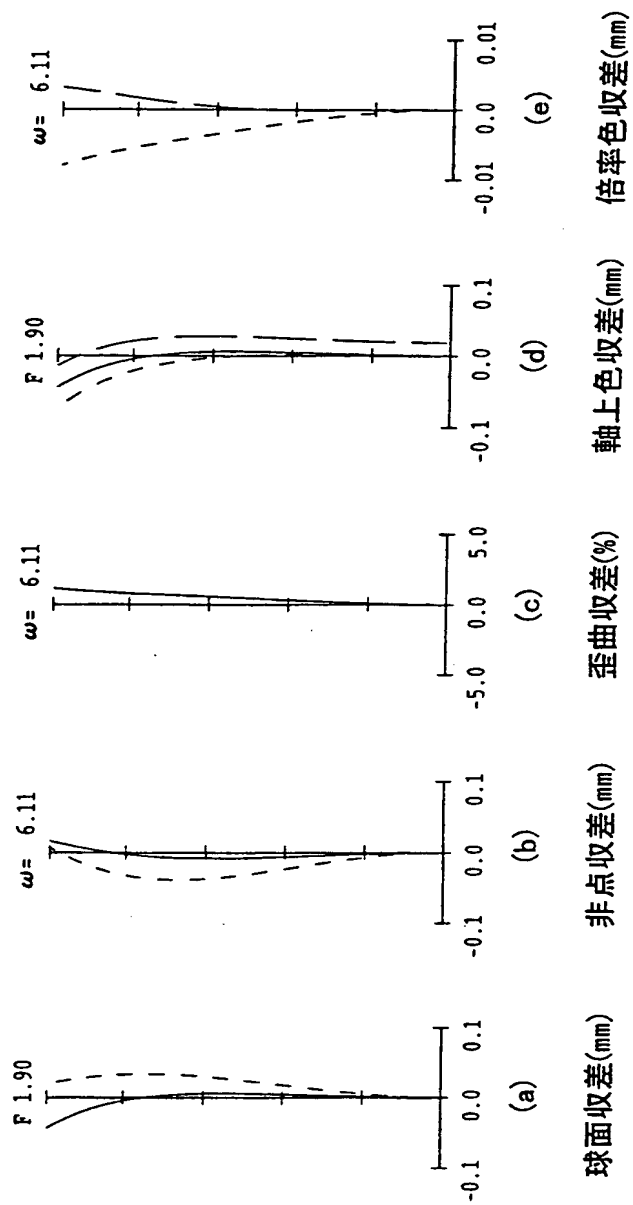 F 1.90
-0.1 0.0 0.1
(a)
球面収差(mm)
ω= 6.11
-0.1 0.0 0.1
(b)
非点収差(mm)
ω= 6.11
-5.0 0.0 5.0
(c)
歪曲収差(%)
F 1.90
-0.1 0.0 0.1
(d)
軸上色収差(mm)
ω= 6.11
-0.01 0.0 0.01
(e)
倍率色収差(mm)